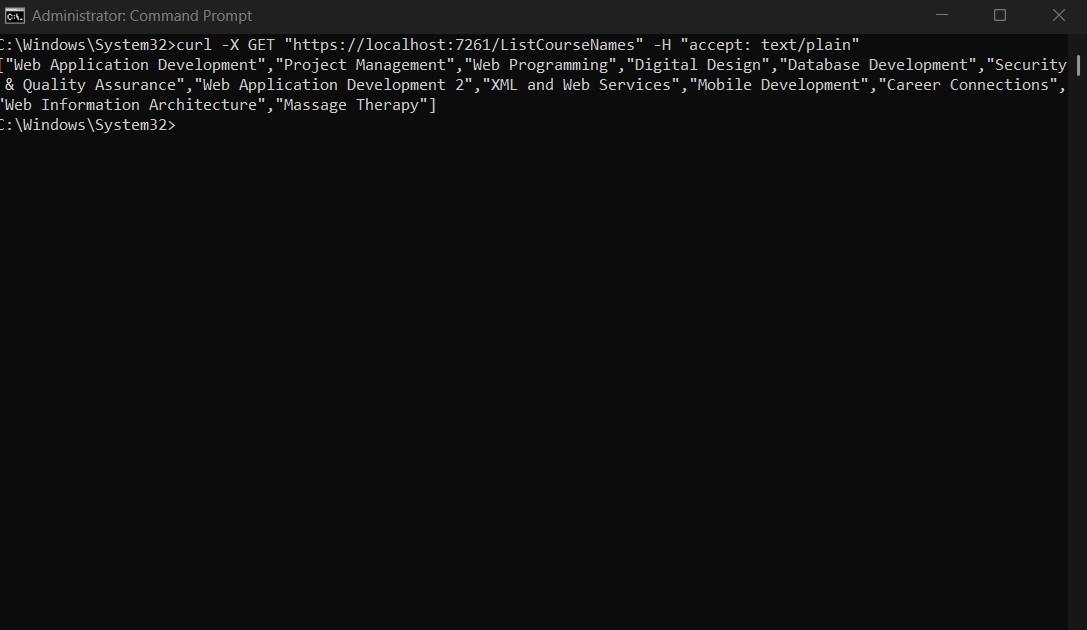 Administrator: Command Prompt
C:\Windows\System32>curl -X GET "https://localhost:7261/ListCourseNames" -H "accept: text/plain"
["Web Application Development","Project Management","Web Programming","Digital Design","Database Development","Security
& Quality Assurance","Web Application Development 2","XML and Web Services","Mobile Development","Career Connections",
"Web Information Architecture","Massage Therapy"]
C:\Windows\System32>